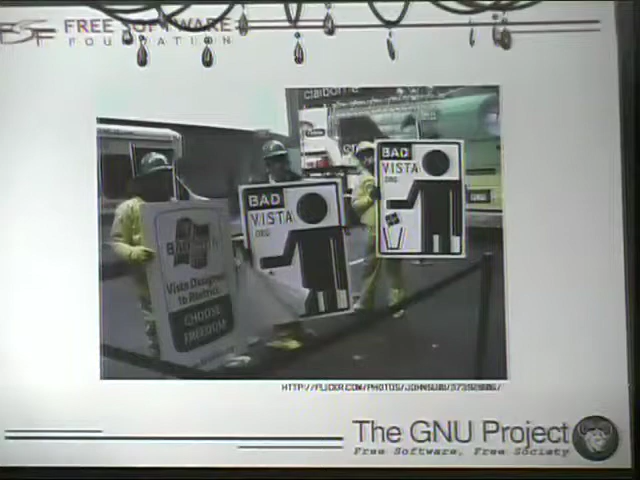 FSF FREE SOFTWARE
FOUNDATION
claiborne
BAD
VISTA
.ORG
BAD
VISTA
.ORG
Vista Designed
to Restrict
CHOOSE
FREEDOM
The GNU Project
Free Software, Free Society